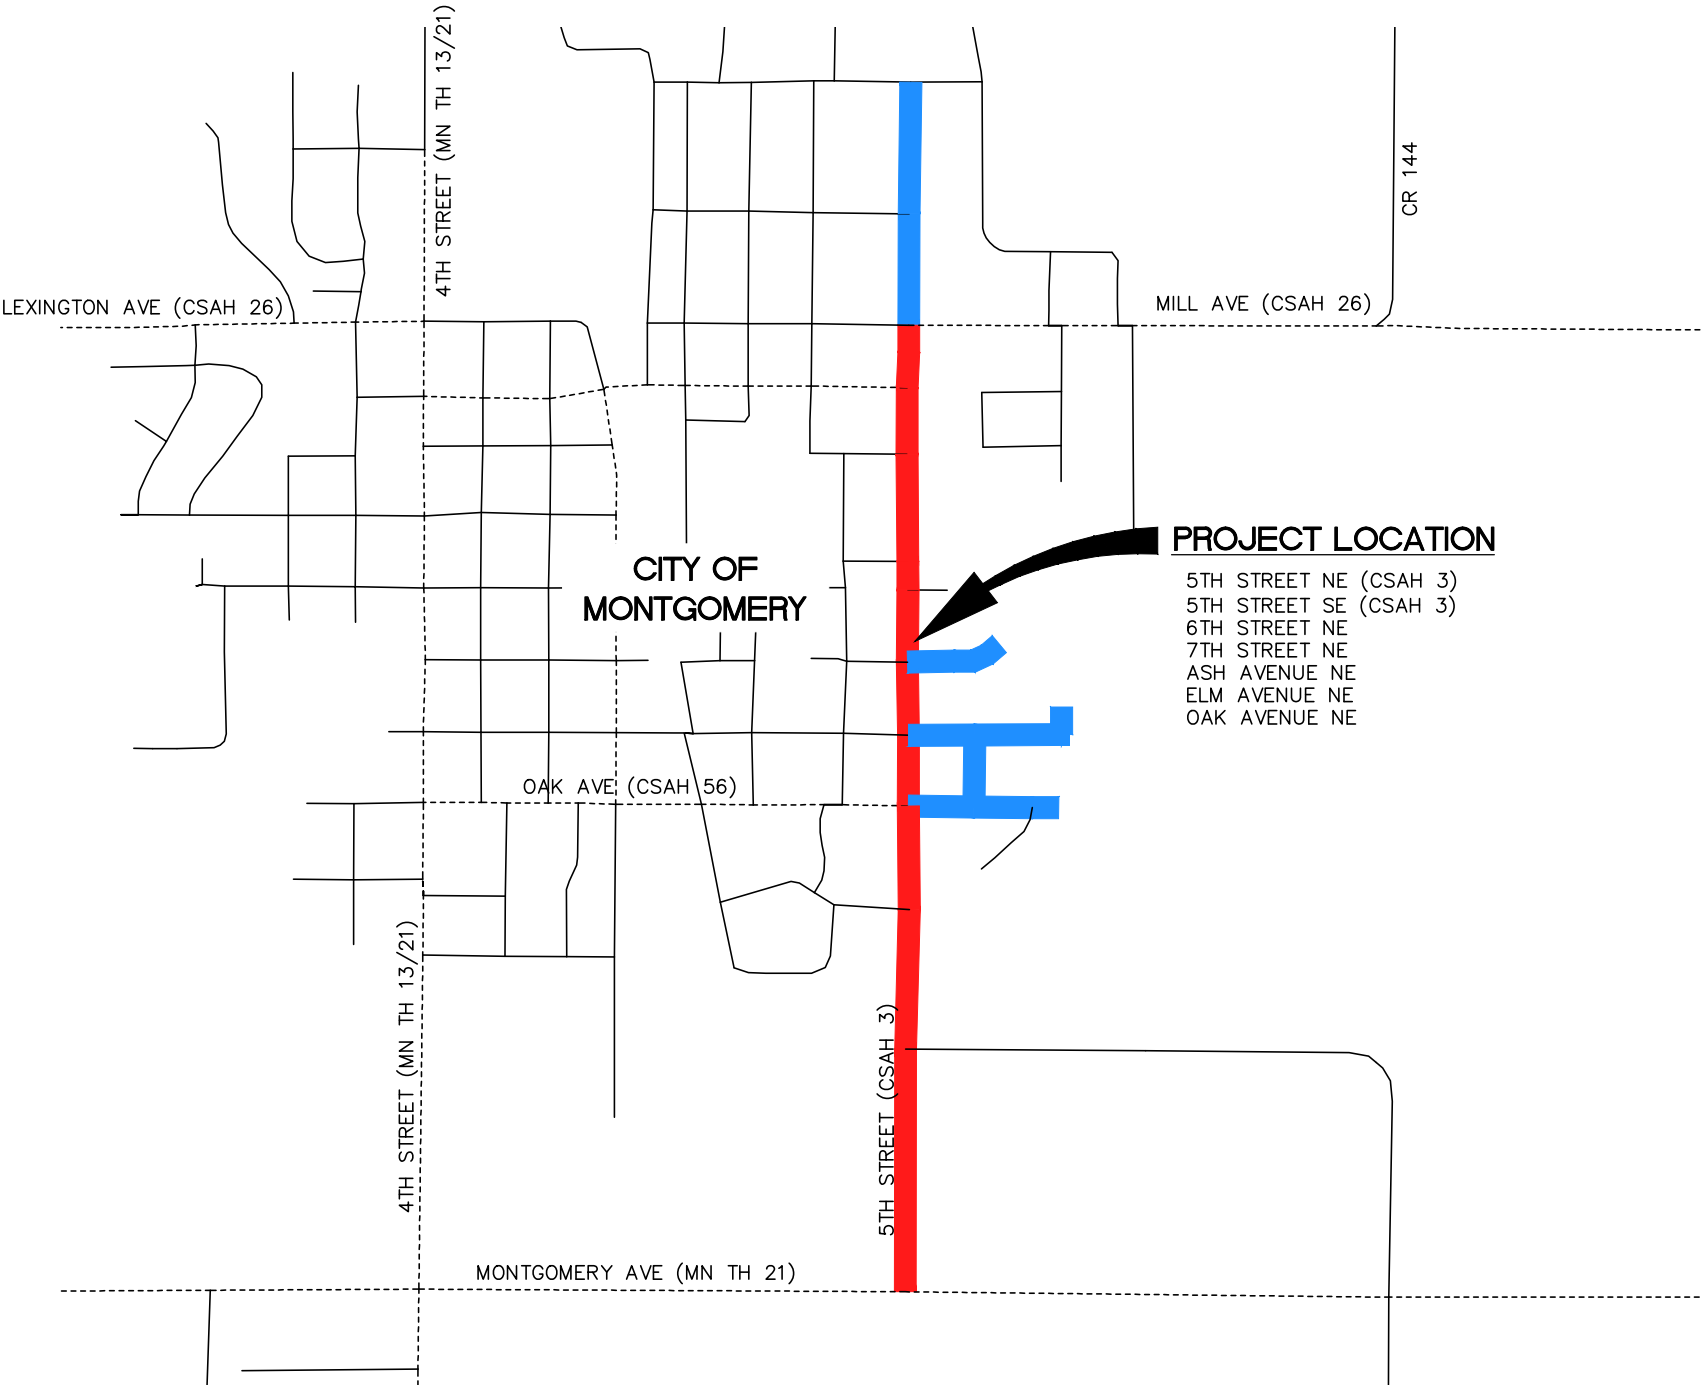 4TH STREET (MN TH 13/21)
CR 144
LEXINGTON AVE (CSAH 26)
MILL AVE (CSAH 26)
PROJECT LOCATION
5TH STREET NE (CSAH 3)
5TH STREET SE (CSAH 3)
6TH STREET NE
7TH STREET NE
ASH AVENUE NE
ELM AVENUE NE
OAK AVENUE NE
CITY OF
MONTGOMERY
OAK AVE (CSAH 56)
4TH STREET (MN TH 13/21)
5TH STREET (CSAH 3)
MONTGOMERY AVE (MN TH 21)